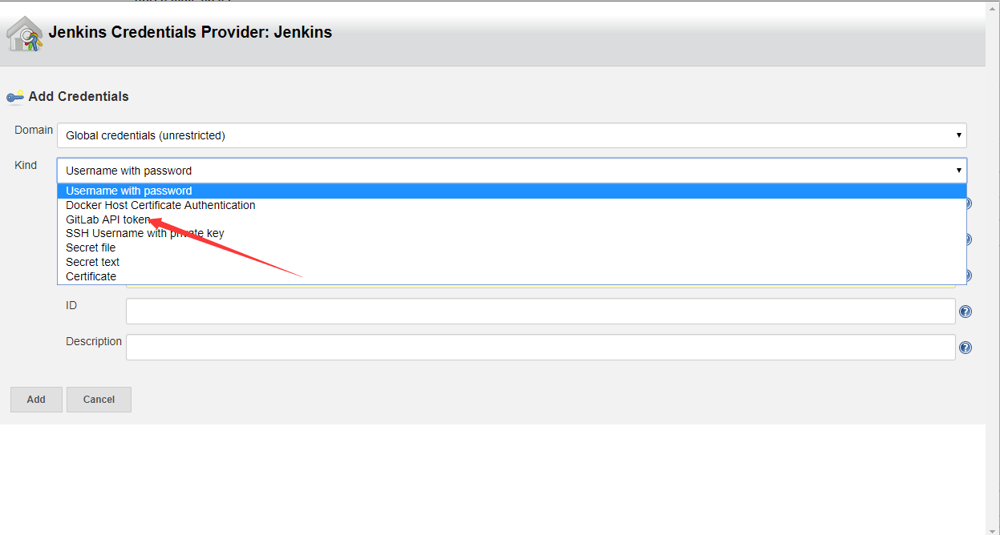 Jenkins Credentials Provider: Jenkins
Add Credentials
Domain
Global credentials (unrestricted)
Kind
Username with password
Username with password
Docker Host Certificate Authentication
GitLab API token
SSH Username with private key
Secret file
Secret text
Certificate
ID
Description
Add
Cancel